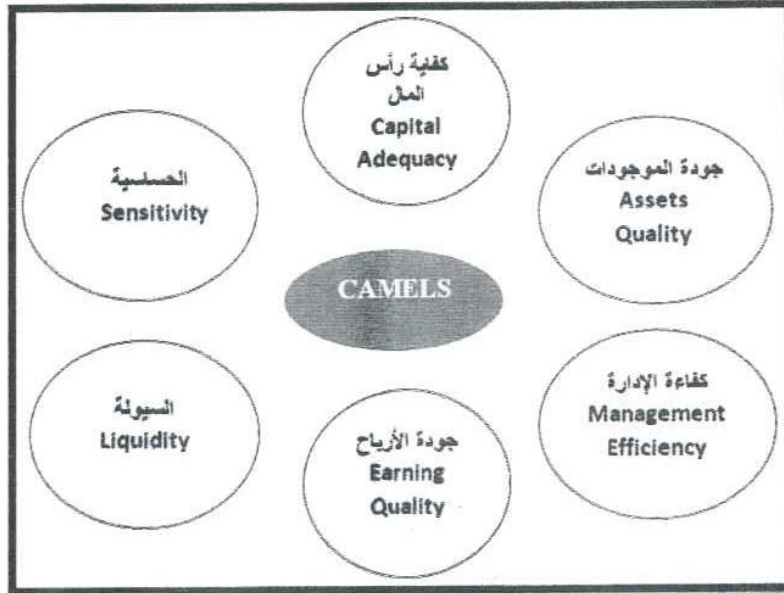 كفاية رأس
المال
Capital
Adequacy
جودة الموجودات
Assets
Quality
كفاءة الإدارة
Management
Efficiency
جودة الأرباح
Earning
Quality
السيولة
Liquidity
الحساسية
Sensitivity
CAMELS